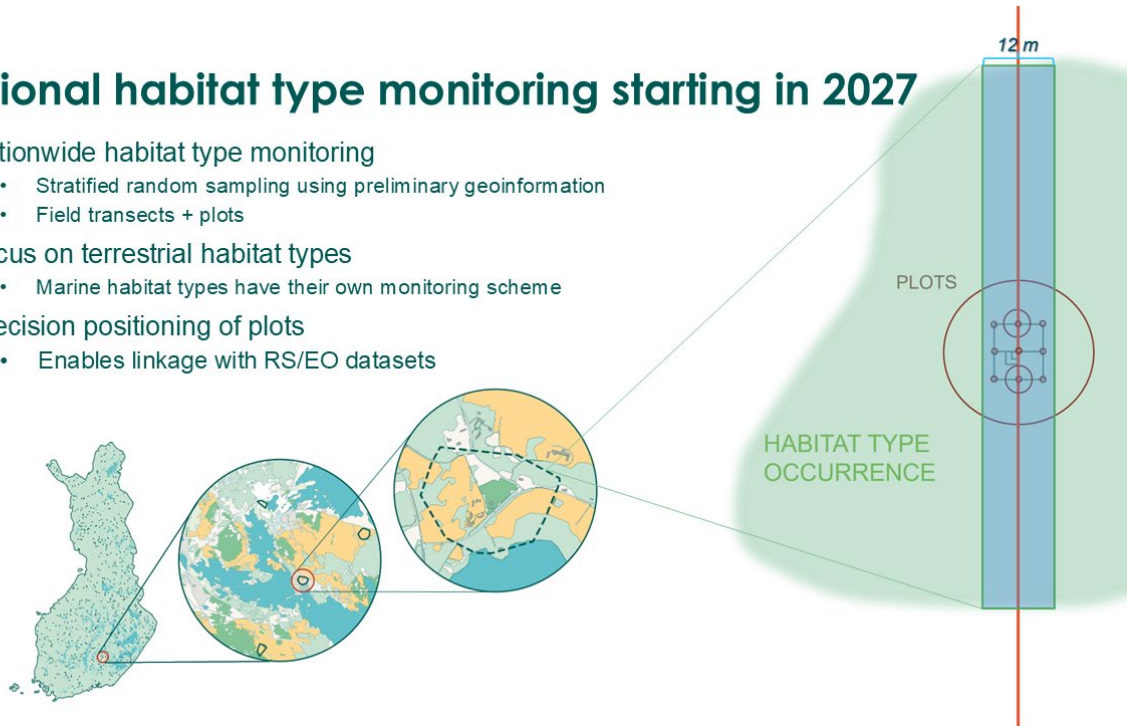 ional habitat type monitoring starting in 2027
tionwide habitat type monitoring
• Stratified random sampling using preliminary geoinformation
• Field transects + plots
cus on terrestrial habitat types
• Marine habitat types have their own monitoring scheme
ecision positioning of plots
• Enables linkage with RS/EO datasets
12 m
PLOTS
HABITAT TYPE
OCCURRENCE